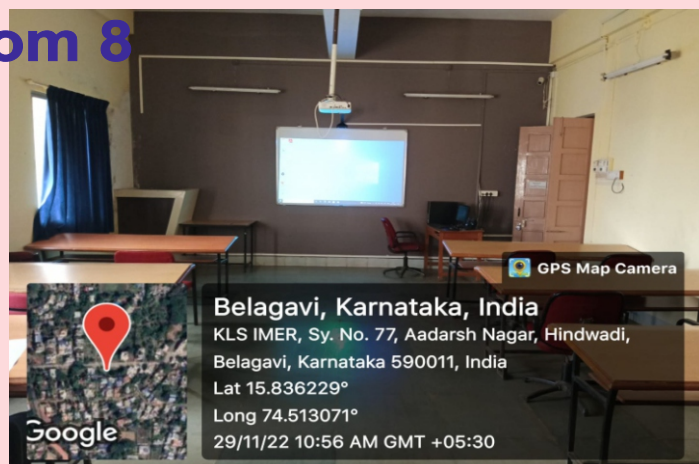 om 8
GPS Map Camera
Belagavi, Karnataka, India
KLS IMER, Sy. No. 77, Aadarsh Nagar, Hindwadi,
Belagavi, Karnataka 590011, India
Lat 15.836229°
Long 74.513071°
29/11/22 10:56 AM GMT +05:30
Google